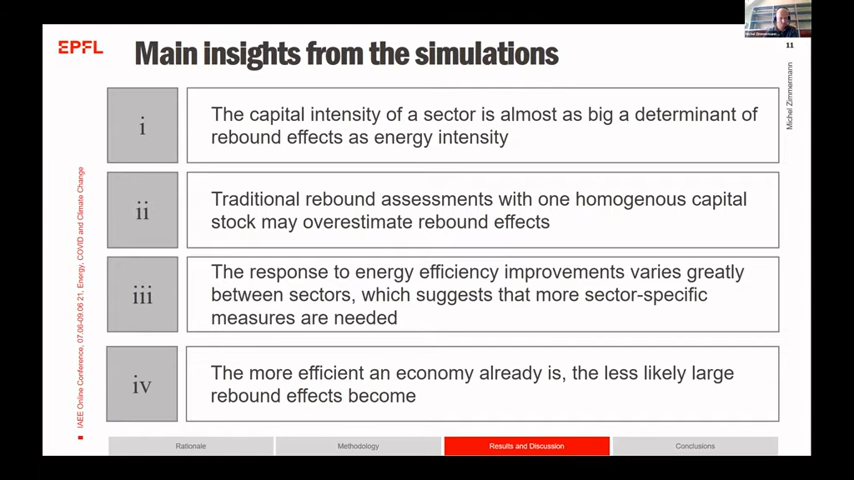 EPFL
Main insights from the simulations
11
Michel Zimmermann
i
The capital intensity of a sector is almost as big a determinant of
rebound effects as energy intensity
ii
Traditional rebound assessments with one homogenous capital
stock may overestimate rebound effects
iii
The response to energy efficiency improvements varies greatly
between sectors, which suggests that more sector-specific
measures are needed
iv
The more efficient an economy already is, the less likely large
rebound effects become
IAEE Online Conference, 07.06-09.06 21, Energy, COVID and Climate Change
Rationale
Methodology
Results and Discussion
Conclusions